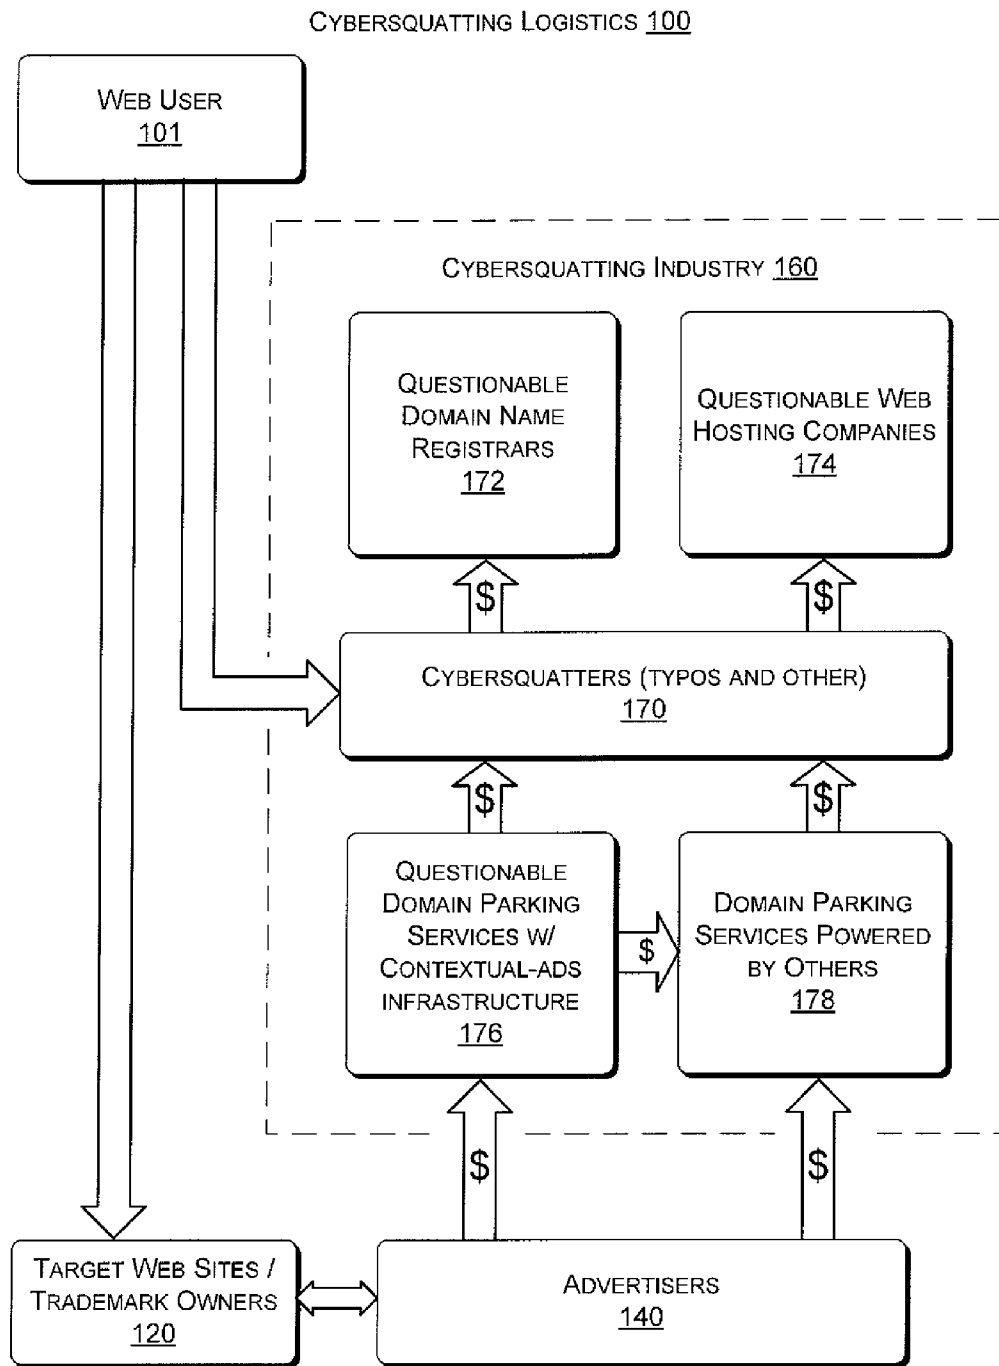 CYBERSQUATTING LOGISTICS 100
WEB USER
101
CYBERSQUATTING INDUSTRY 160
QUESTIONABLE
DOMAIN NAME
REGISTRARS
172
QUESTIONABLE WEB
HOSTING COMPANIES
174
$
$
CYBERSQUATTERS (TYPOS AND OTHER)
170
$
$
QUESTIONABLE
DOMAIN PARKING
SERVICES W/
CONTEXTUAL-ADS
INFRASTRUCTURE
176
$
DOMAIN PARKING
SERVICES POWERED
BY OTHERS
178
$
$
TARGET WEB SITES /
TRADEMARK OWNERS
120
ADVERTISERS
140